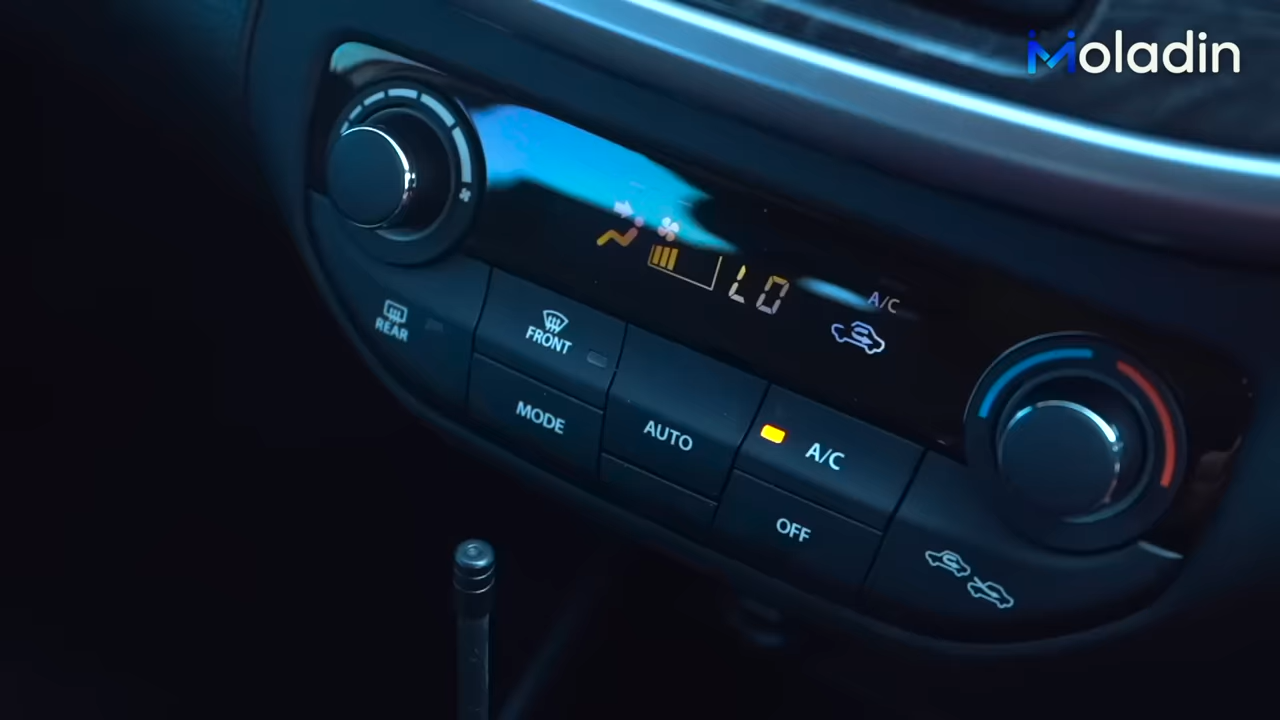 Moladin
LO
A/C
REAR
FRONT
MODE
AUTO
A/C
OFF